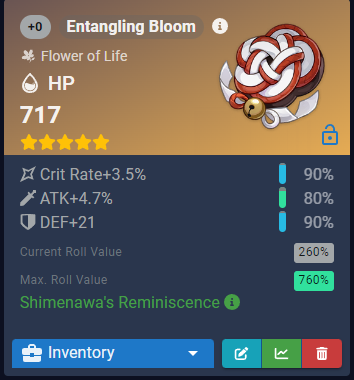 +0 Entangling Bloom i
Flower of Life
HP
717
Crit Rate+3.5% 90%
ATK+4.7% 80%
DEF+21 90%
Current Roll Value 260%
Max. Roll Value 760%
Shimenawa's Reminiscence i
Inventory